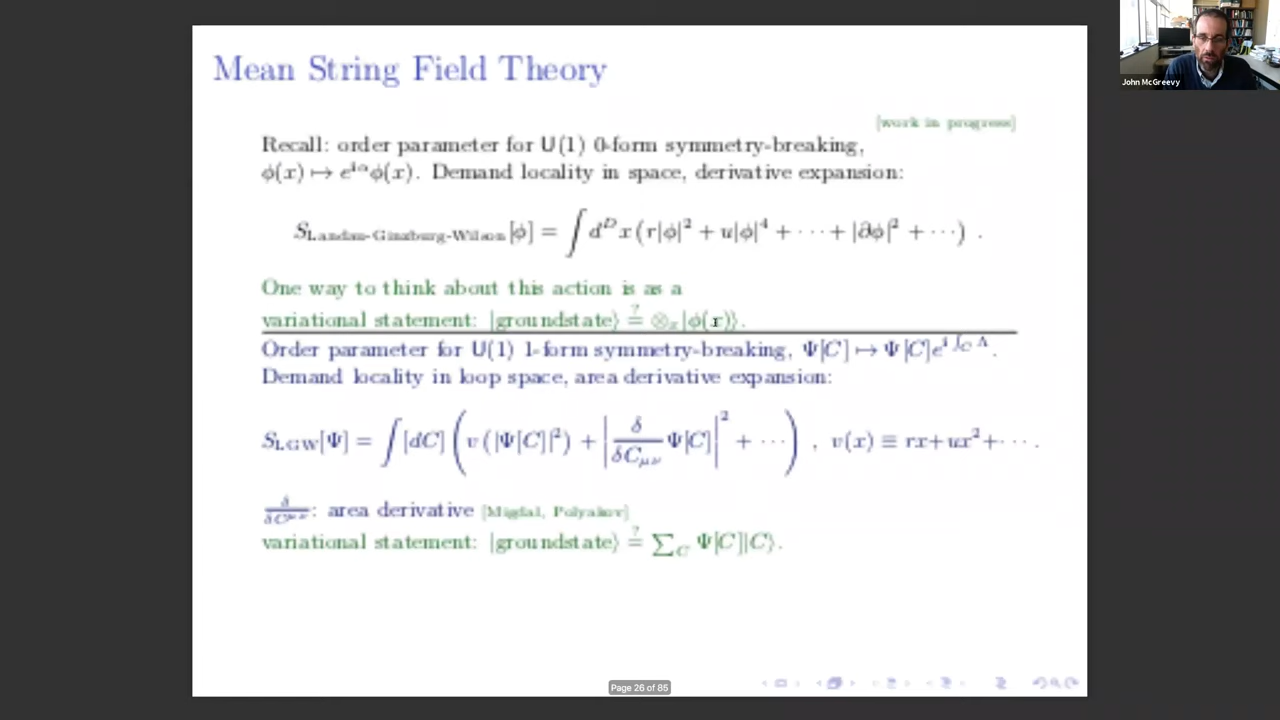 Mean String Field Theory
[work in progress]
Recall: order parameter for U(1) 0-form symmetry-breaking,
ϕ(x) ↦ e^{iα}ϕ(x). Demand locality in space, derivative expansion:
S_{Landau-Ginzburg-Wilson}[ϕ] = ∫ d^D x (r|ϕ|² + u|ϕ|⁴ + ··· + |∂ϕ|² + ···) .
One way to think about this action is as a
variational statement: |groundstate⟩ ≟ ⊗_x |ϕ(x)⟩.
Order parameter for U(1) 1-form symmetry-breaking, Ψ[C] ↦ Ψ[C]e^{i∫_C Λ}.
Demand locality in loop space, area derivative expansion:
S_{LGW}[Ψ] = ∫[dC] (v(|Ψ[C]|²) + |δ/δC_{μν} Ψ[C]|² + ···) , v(x) ≡ rx+ux²+··· .
δ/δC^{μν}: area derivative [Migdal, Polyakov]
variational statement: |groundstate⟩ ≟ ∑_C Ψ[C]|C⟩.
Page 26 of 85
John McGreevy